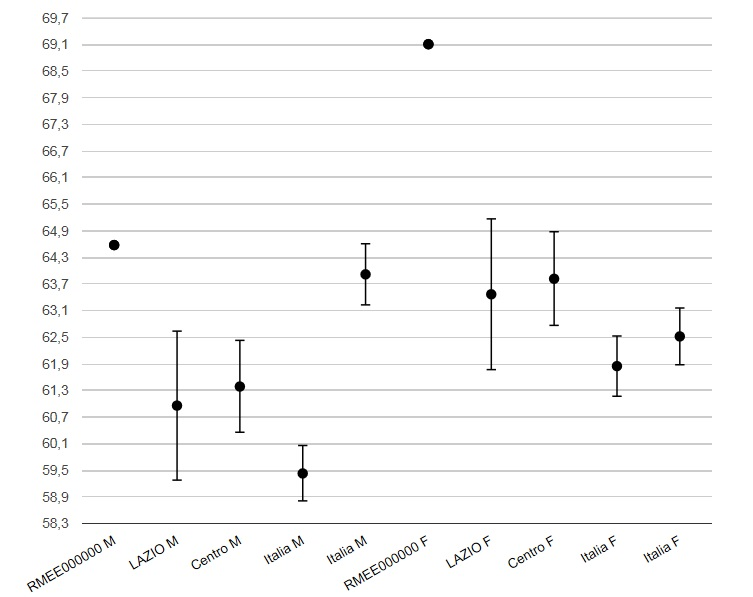 69,7
69,1
68,5
67,9
67,3
66,7
66,1
65,5
64,9
64,3
63,7
63,1
62,5
61,9
61,3
60,7
60,1
59,5
58,9
58,3
RMEE000000 M
LAZIO M
Centro M
Italia M
Italia M
RMEE000000 F
LAZIO F
Centro F
Italia F
Italia F